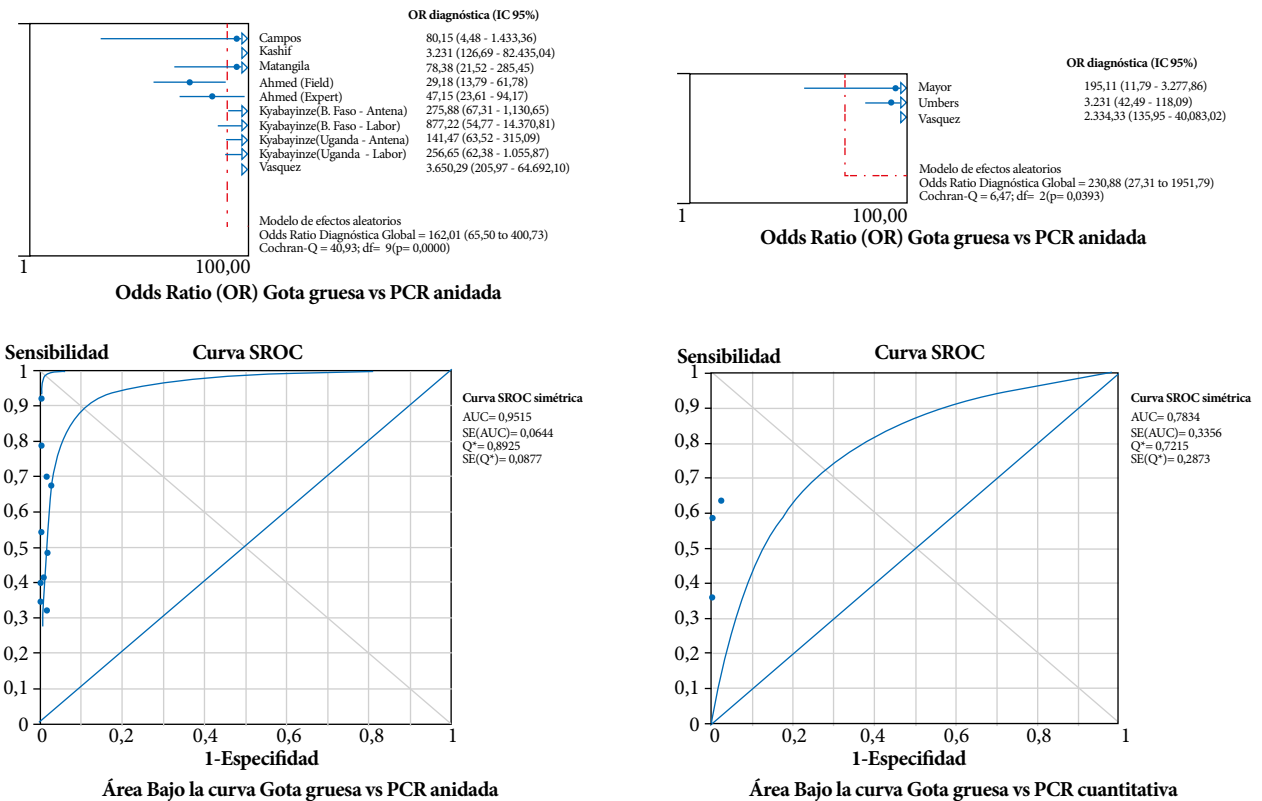 OR diagnóstica (IC 95%)
Campos 80,15 (4,48 - 1.433,36)
Kashif 3.231 (126,69 - 82.435,04)
Matangila 78,38 (21,52 - 285,45)
Ahmed (Field) 29,18 (13,79 - 61,78)
Ahmed (Expert) 47,15 (23,61 - 94,17)
Kyabayinze(B. Faso - Antena) 275,88 (67,31 - 1,130,65)
Kyabayinze(B. Faso - Labor) 877,22 (54,77 - 14.370,81)
Kyabayinze(Uganda - Antena) 141,47 (63,52 - 315,09)
Kyabayinze(Uganda - Labor) 256,65 (62,38 - 1.055,87)
Vasquez 3.650,29 (205,97 - 64.692,10)
Modelo de efectos aleatorios
Odds Ratio Diagnóstica Global = 162,01 (65,50 to 400,73)
Cochran-Q = 40,93; df= 9(p= 0,0000)
1 100,00
Odds Ratio (OR) Gota gruesa vs PCR anidada
OR diagnóstica (IC 95%)
Mayor 195,11 (11,79 - 3.277,86)
Umbers 3.231 (42,49 - 118,09)
Vasquez 2.334,33 (135,95 - 40,083,02)
Modelo de efectos aleatorios
Odds Ratio Diagnóstica Global = 230,88 (27,31 to 1951,79)
Cochran-Q = 6,47; df= 2(p= 0,0393)
1 100,00
Odds Ratio (OR) Gota gruesa vs PCR anidada
Sensibilidad Curva SROC
1
0,9
0,8
0,7
0,6
0,5
0,4
0,3
0,2
0,1
0
0 0,2 0,4 0,6 0,8 1
1-Especifidad
Curva SROC simétrica
AUC= 0,9515
SE(AUC)= 0,0644
Q*= 0,8925
SE(Q*)= 0,0877
Área Bajo la curva Gota gruesa vs PCR anidada
Sensibilidad Curva SROC
1
0,9
0,8
0,7
0,6
0,5
0,4
0,3
0,2
0,1
0
0 0,2 0,4 0,6 0,8 1
1-Especifidad
Curva SROC simétrica
AUC= 0,7834
SE(AUC)= 0,3356
Q*= 0,7215
SE(Q*)= 0,2873
Área Bajo la curva Gota gruesa vs PCR cuantitativa